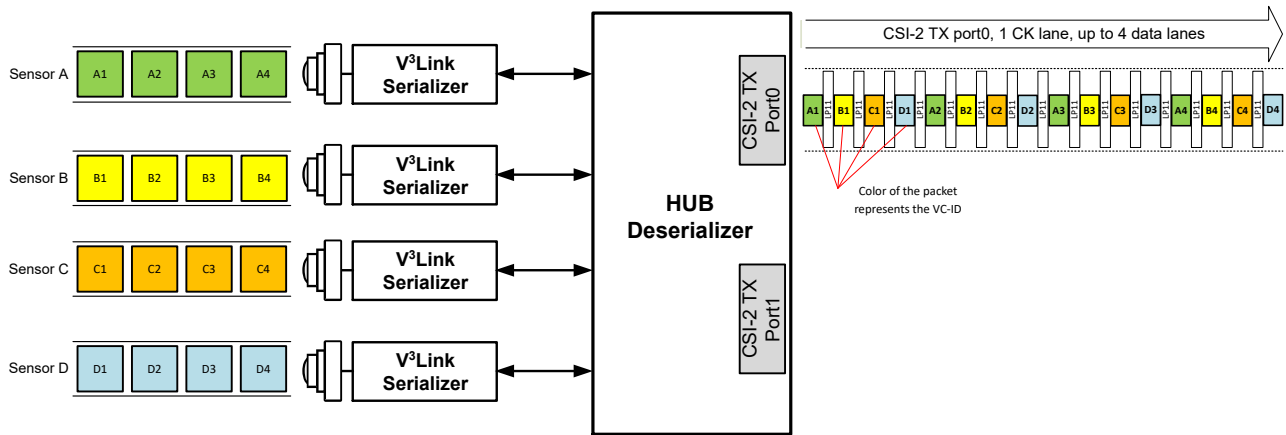 Sensor A
A1 A2 A3 A4
V³Link
Serializer
Sensor B
B1 B2 B3 B4
V³Link
Serializer
Sensor C
C1 C2 C3 C4
V³Link
Serializer
Sensor D
D1 D2 D3 D4
V³Link
Serializer
HUB
Deserializer
CSI-2 TX
Port0
CSI-2 TX
Port1
CSI-2 TX port0, 1 CK lane, up to 4 data lanes
A1 LP11 B1 LP11 C1 LP11 D1 LP11 A2 LP11 B2 LP11 C2 LP11 D2 LP11 A3 LP11 B3 LP11 C3 LP11 D3 LP11 A4 LP11 B4 LP11 C4 LP11 D4
Color of the packet
represents the VC-ID